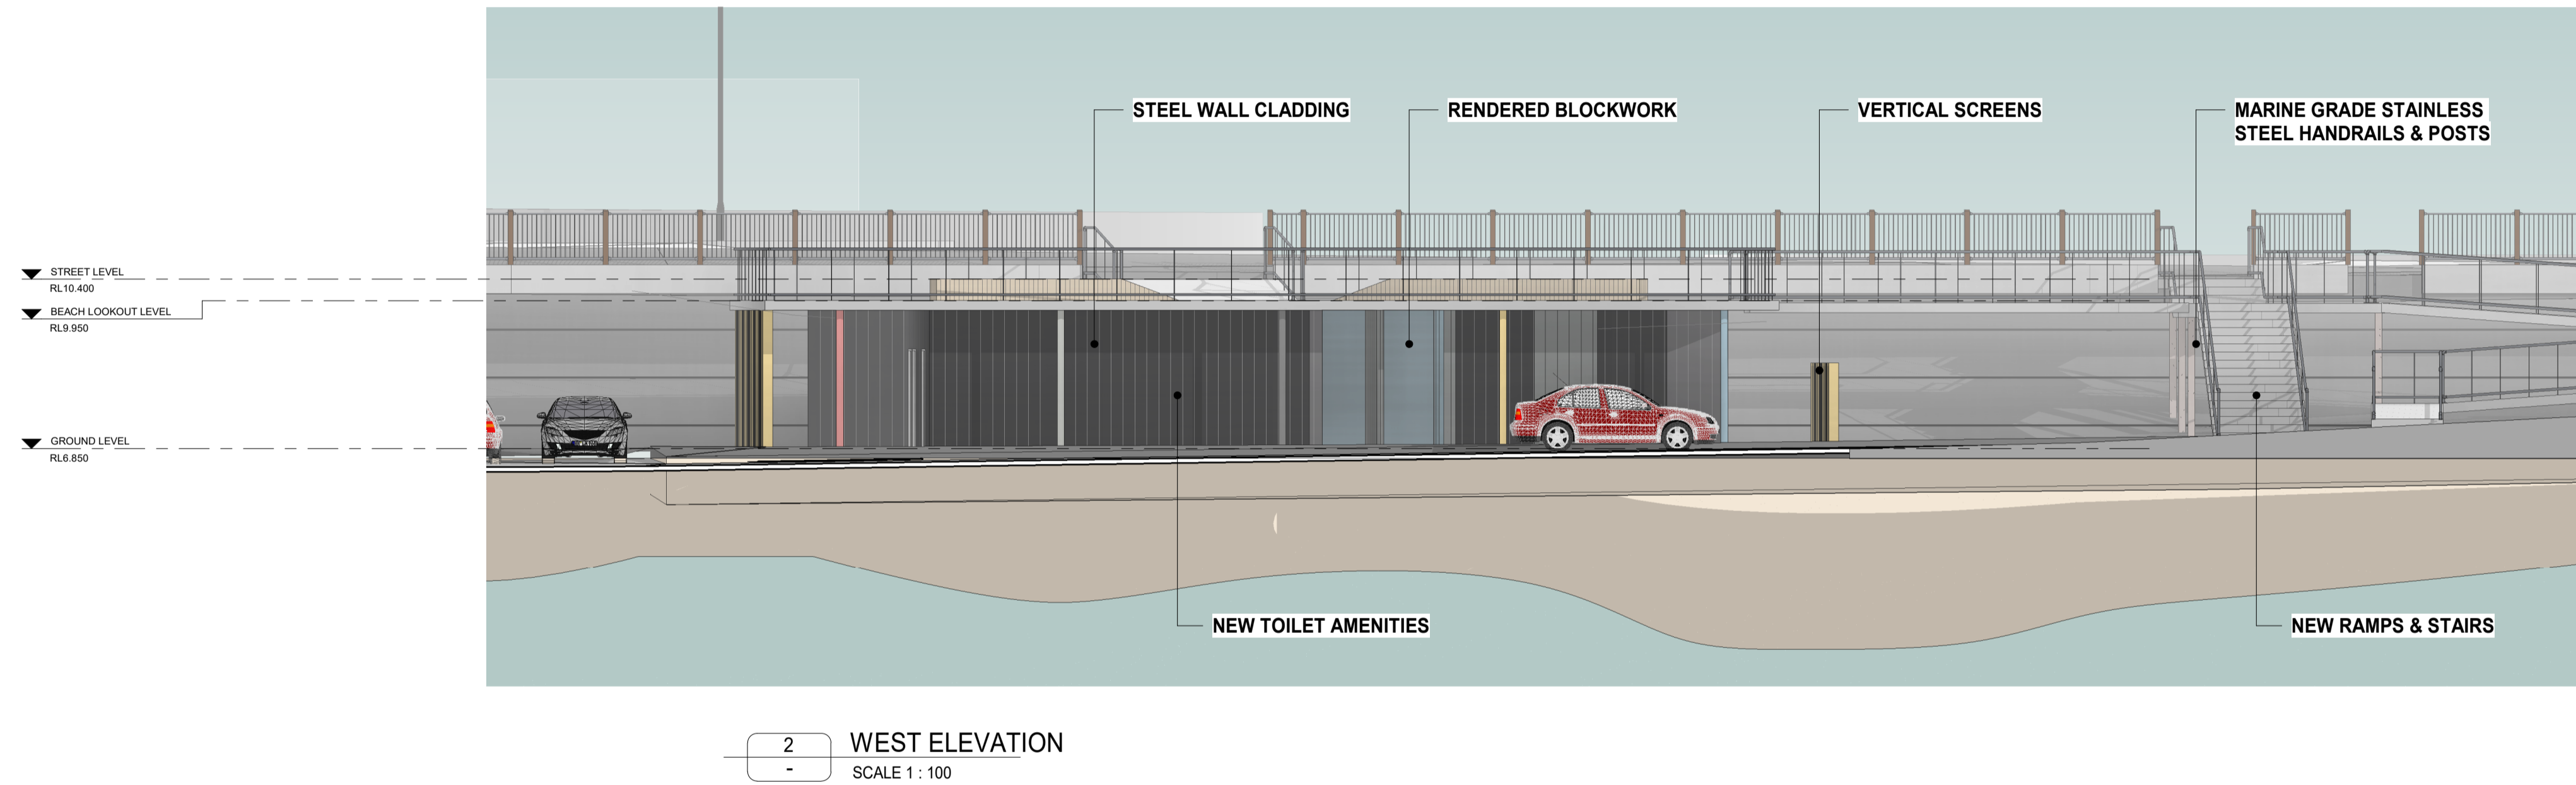 STEEL WALL CLADDING
RENDERED BLOCKWORK
VERTICAL SCREENS
MARINE GRADE STAINLESS
STEEL HANDRAILS & POSTS
STREET LEVEL
RL10.400
BEACH LOOKOUT LEVEL
RL9.950
GROUND LEVEL
RL6.850
NEW TOILET AMENITIES
NEW RAMPS & STAIRS
2
-
WEST ELEVATION
SCALE 1 : 100